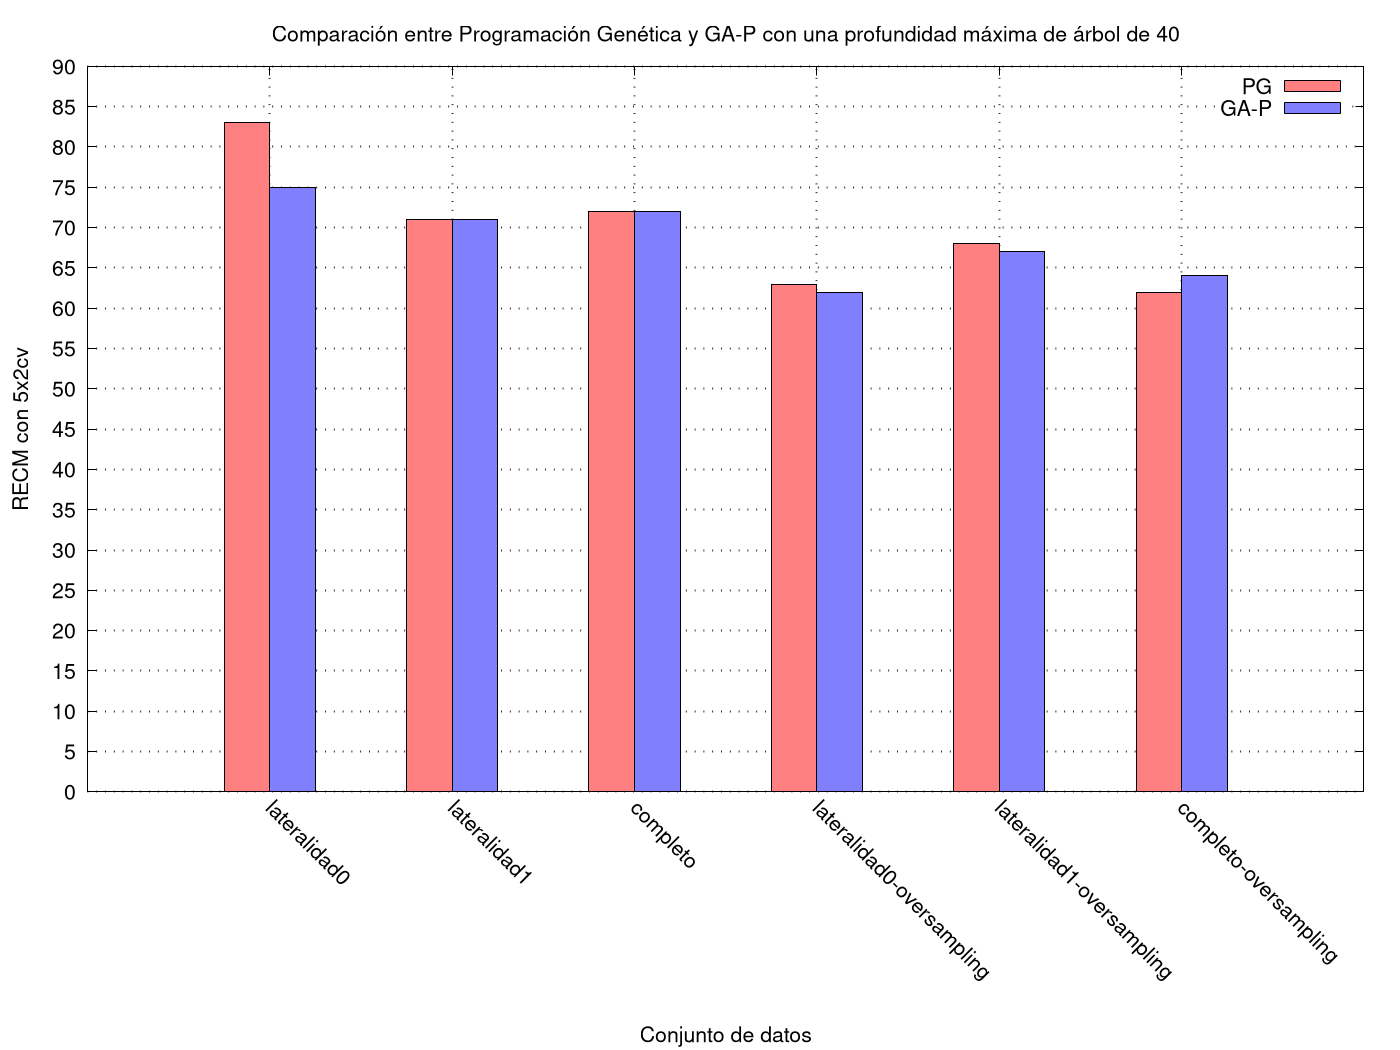 Comparación entre Programación Genética y GA-P con una profundidad máxima de árbol de 40
PG
GA-P
90
85
80
75
70
65
60
55
50
45
40
35
30
25
20
15
10
5
0
RECM con 5x2cv
lateralidad0
lateralidad1
completo
lateralidad0-oversampling
lateralidad1-oversampling
completo-oversampling
Conjunto de datos